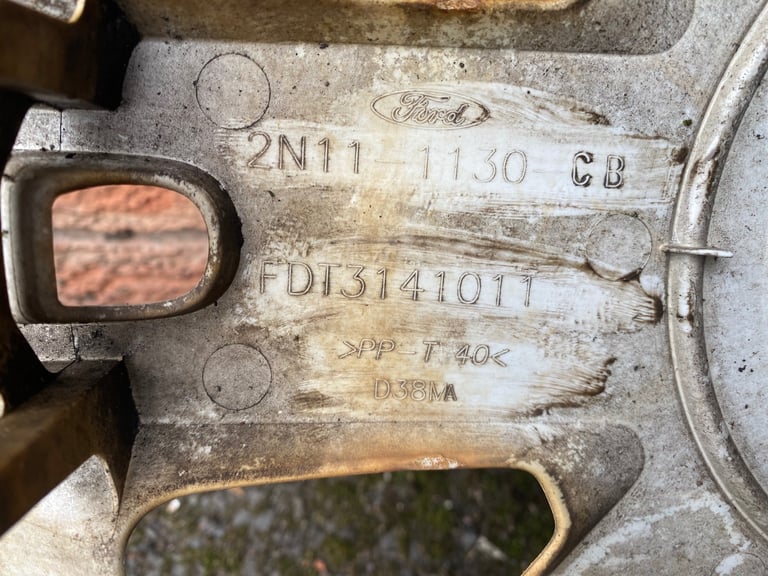 Ford
2N11-1130-CB
FDT3141011
>PP-T 40<
D38MA